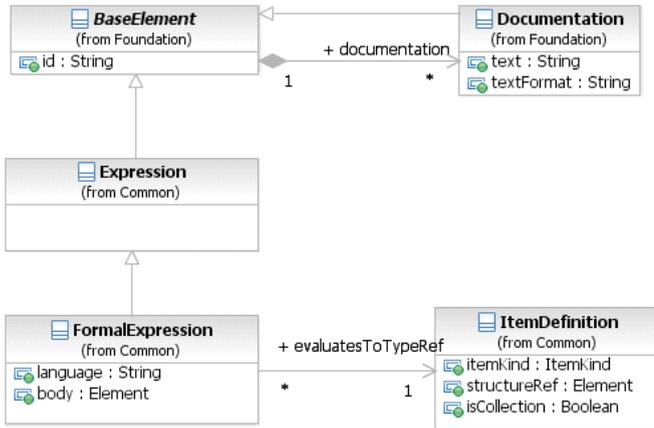 BaseElement
(from Foundation)
id : String
Documentation
(from Foundation)
text : String
textFormat : String
+ documentation
1
*
Expression
(from Common)
FormalExpression
(from Common)
language : String
body : Element
+ evaluatesToTypeRef
*
1
ItemDefinition
(from Common)
itemKind : ItemKind
structureRef : Element
isCollection : Boolean